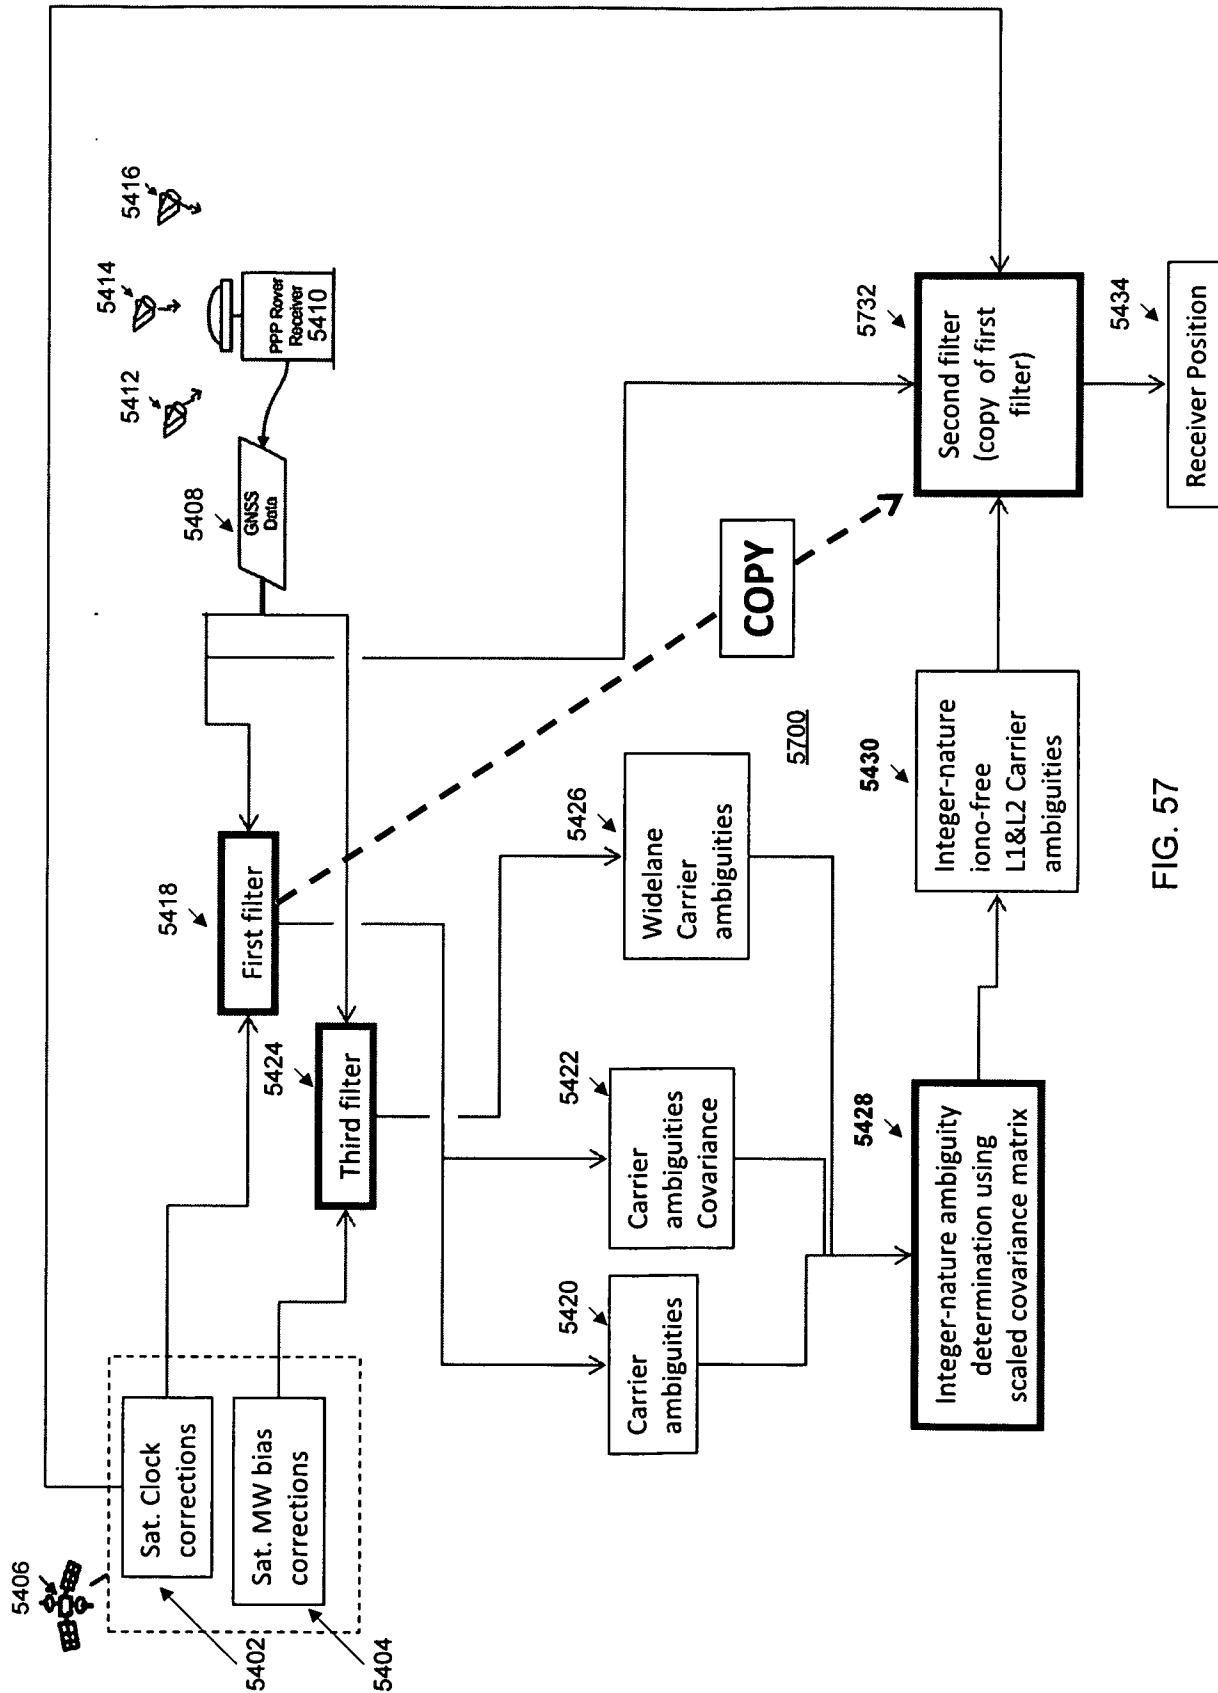 5406
5402
Sat. Clock
corrections
Sat. MW bias
corrections
5404
5412
5414
5416
PPP Rover
Receiver
5410
5408
GNSS
Data
5418
First filter
5424
Third filter
5420
Carrier
ambiguities
5422
Carrier
ambiguities
Covariance
5426
Widelane
Carrier
ambiguities
5700
COPY
5428
Integer-nature ambiguity
determination using
scaled covariance matrix
5430
Integer-nature
iono-free
L1&L2 Carrier
ambiguities
5732
Second filter
(copy of first
filter)
5434
Receiver Position
FIG. 57